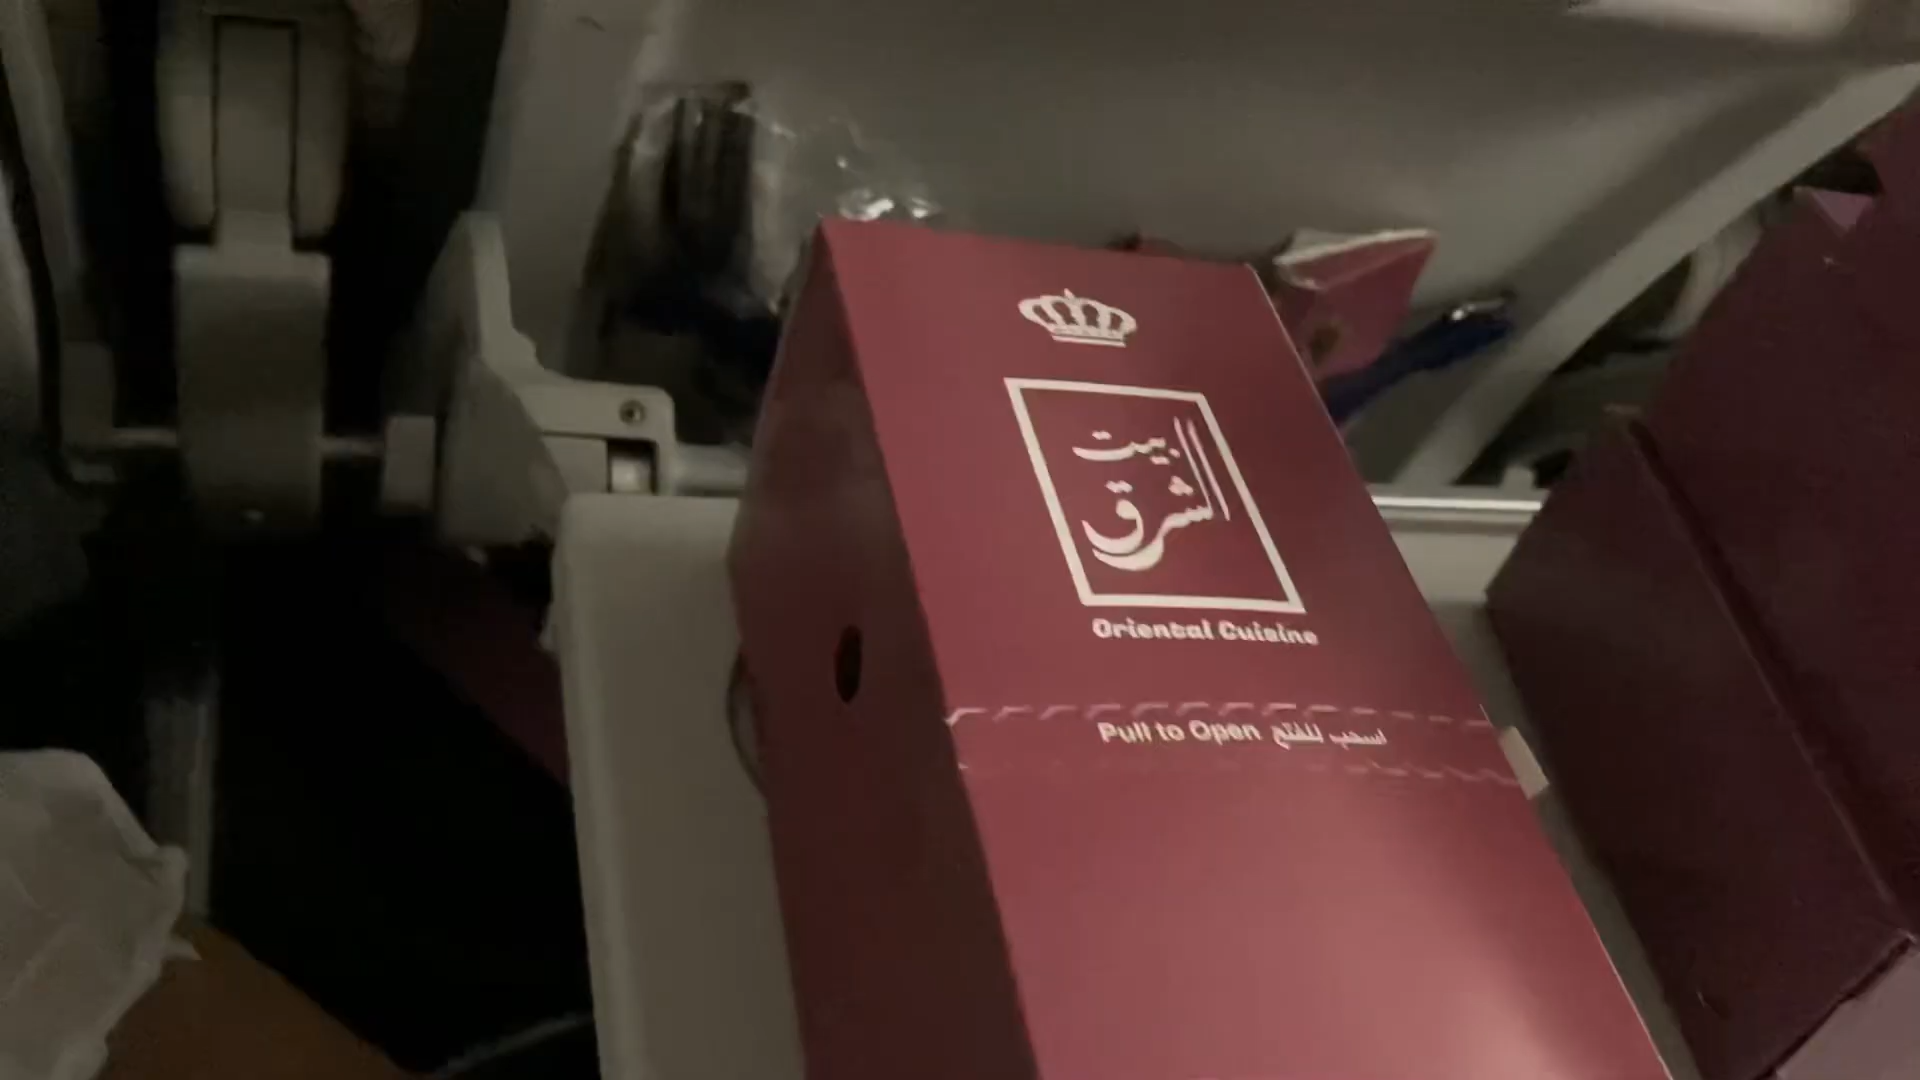 بيت
الشرق
Oriental Cuisine
Pull to Open اسحب للفتح